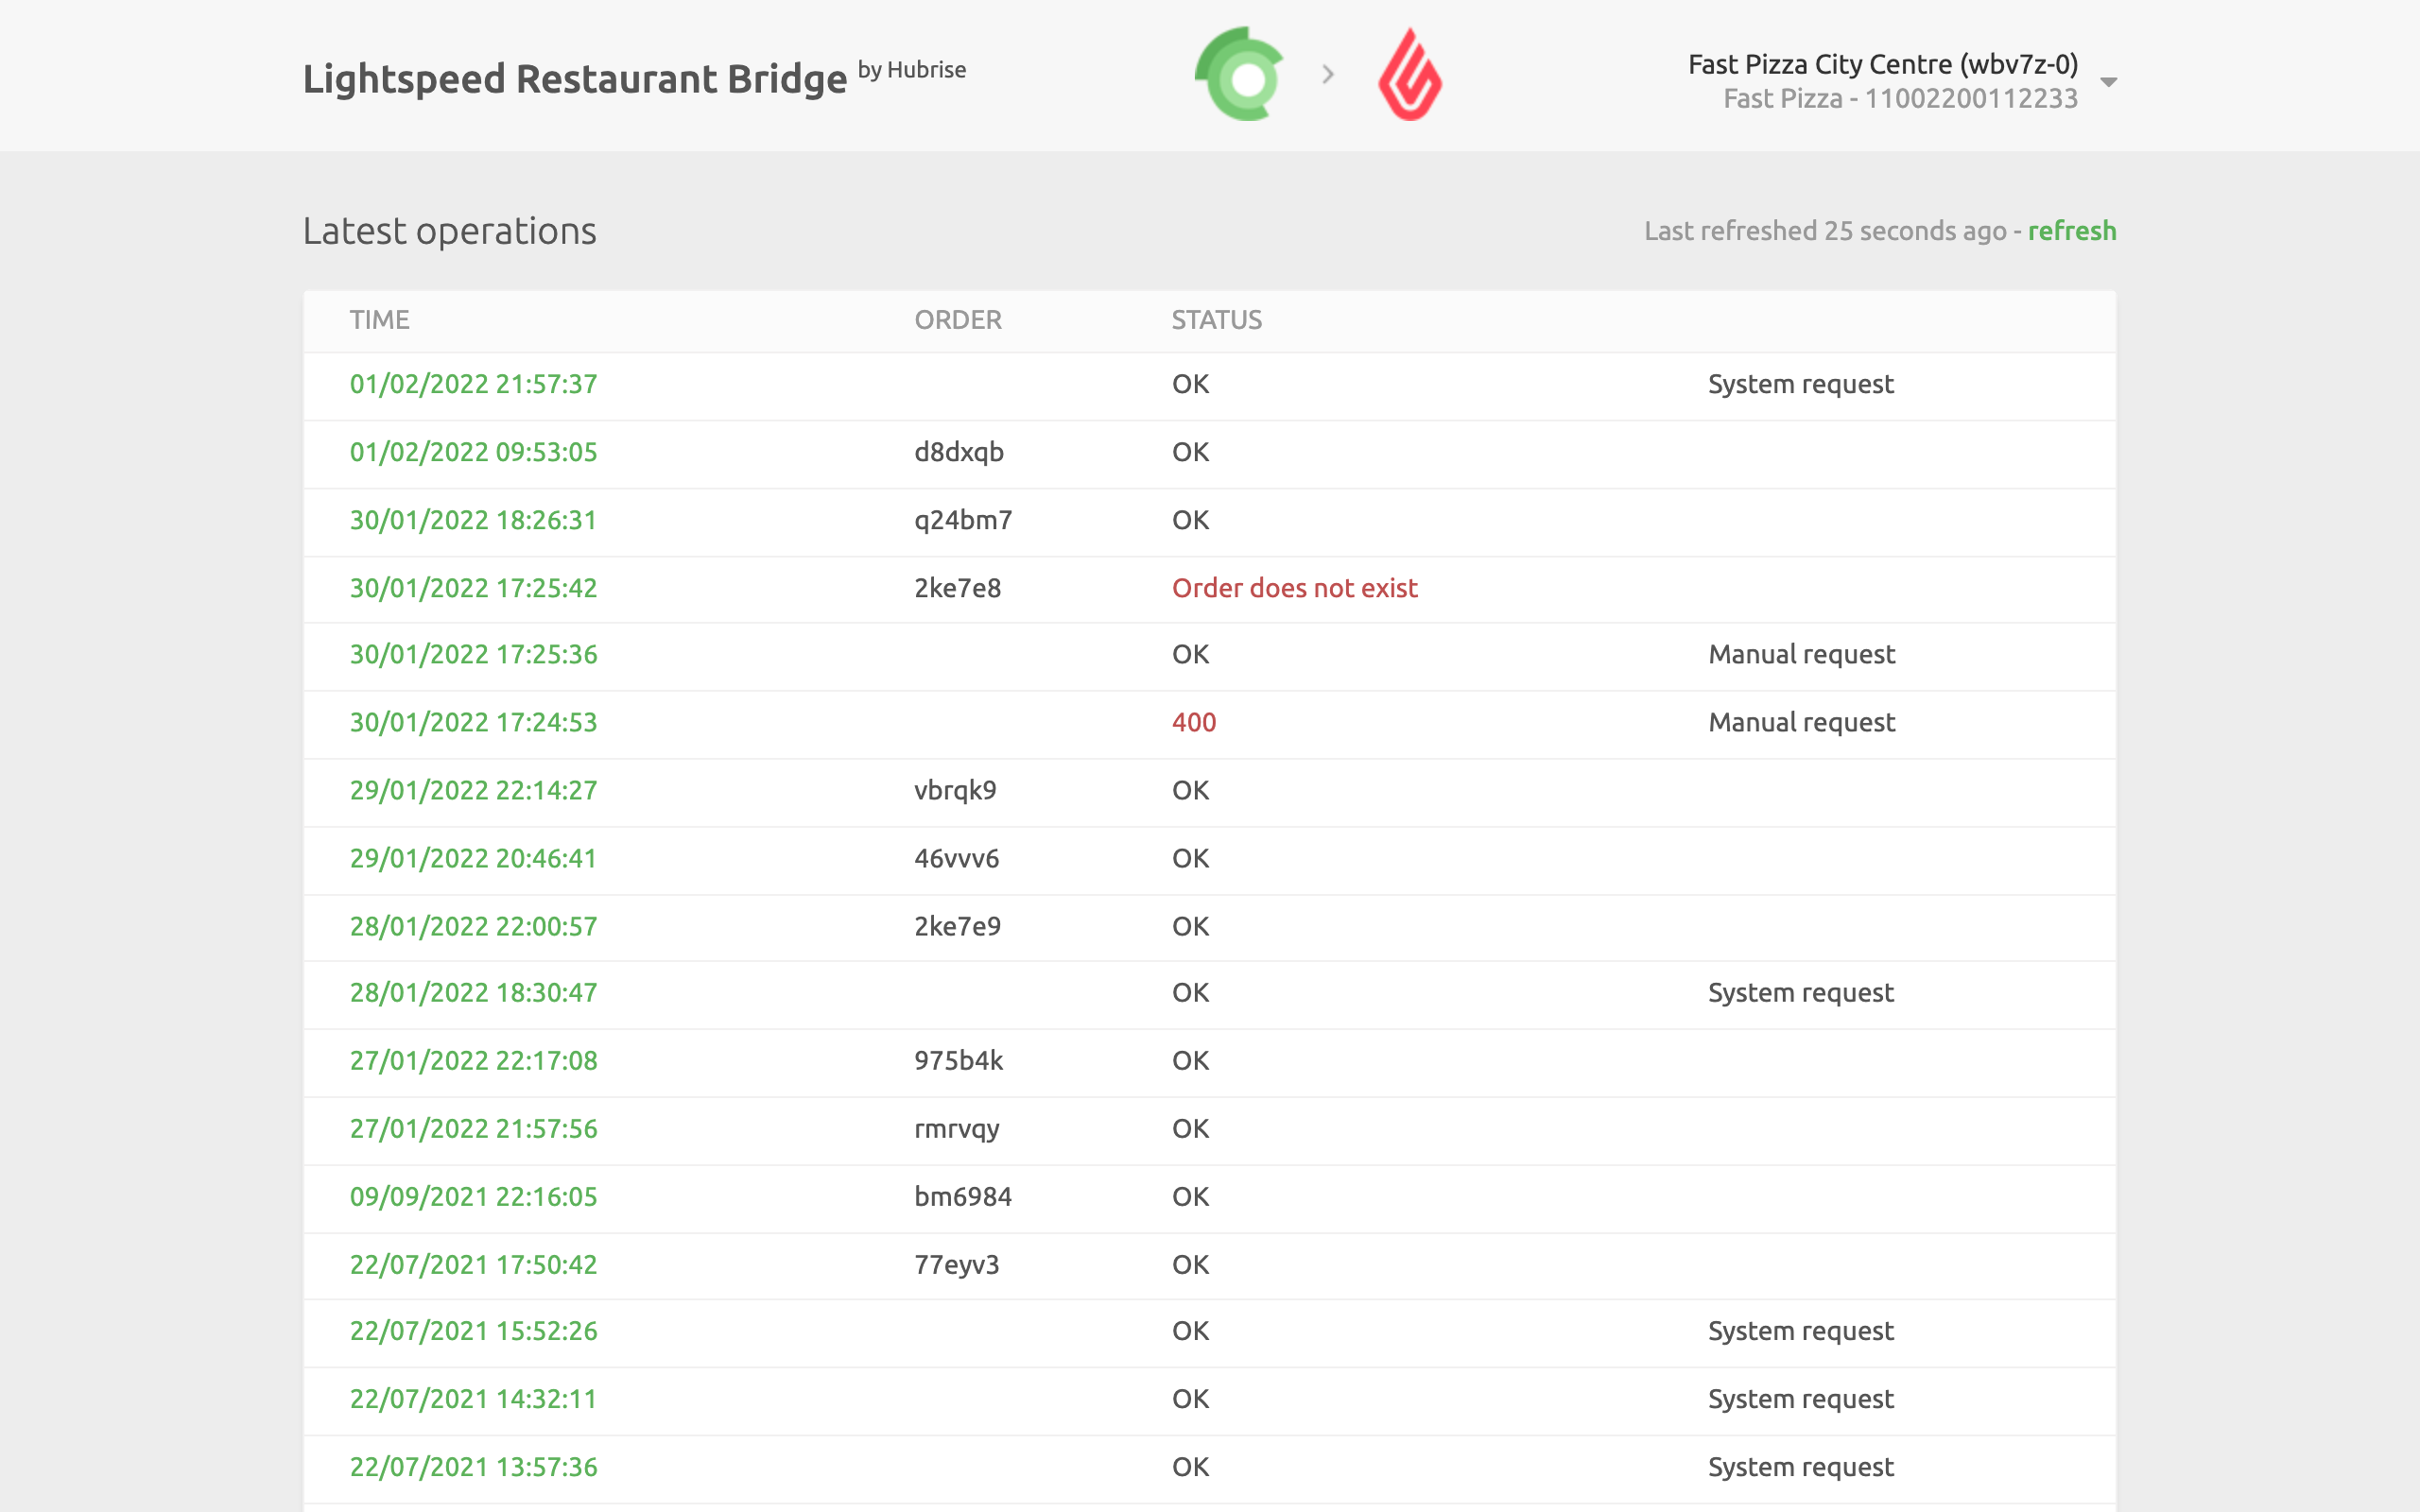 Lightspeed Restaurant Bridge by Hubrise
Fast Pizza City Centre (wbv7z-0)
Fast Pizza - 11002200112233
Latest operations
Last refreshed 25 seconds ago - refresh
TIME ORDER STATUS
01/02/2022 21:57:37 OK System request
01/02/2022 09:53:05 d8dxqb OK
30/01/2022 18:26:31 q24bm7 OK
30/01/2022 17:25:42 2ke7e8 Order does not exist
30/01/2022 17:25:36 OK Manual request
30/01/2022 17:24:53 400 Manual request
29/01/2022 22:14:27 vbrqk9 OK
29/01/2022 20:46:41 46vvv6 OK
28/01/2022 22:00:57 2ke7e9 OK
28/01/2022 18:30:47 OK System request
27/01/2022 22:17:08 975b4k OK
27/01/2022 21:57:56 rmrvqy OK
09/09/2021 22:16:05 bm6984 OK
22/07/2021 17:50:42 77eyv3 OK
22/07/2021 15:52:26 OK System request
22/07/2021 14:32:11 OK System request
22/07/2021 13:57:36 OK System request